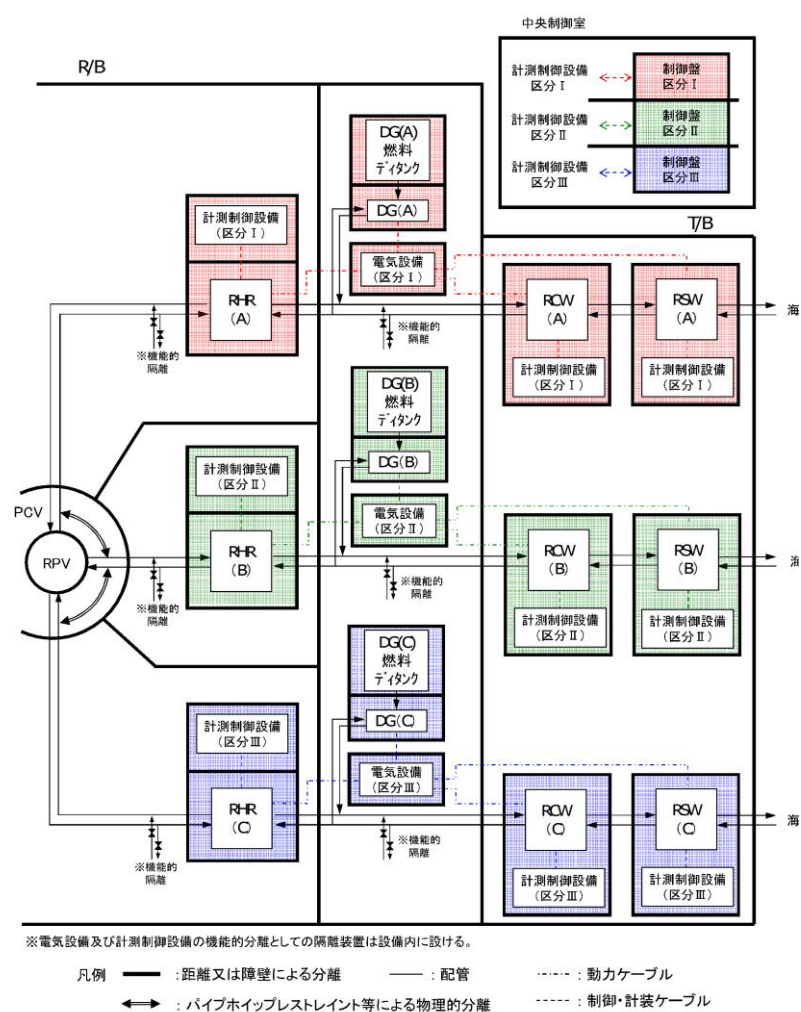 中央制御室
R/B
計測制御設備
区分Ⅰ
制御盤
区分Ⅰ
計測制御設備
区分Ⅱ
制御盤
区分Ⅱ
計測制御設備
区分Ⅲ
制御盤
区分Ⅲ
T/B
DG(A)
燃料
ディタンク
DG(A)
計測制御設備
(区分Ⅰ)
電気設備
(区分Ⅰ)
RHR
(A)
RCW
(A)
RSW
(A)
海
※機能的
隔離
※機能的
隔離
計測制御設備
(区分Ⅰ)
計測制御設備
(区分Ⅰ)
DG(B)
燃料
ディタンク
DG(B)
計測制御設備
(区分Ⅱ)
電気設備
(区分Ⅱ)
PCV
RPV
RHR
(B)
RCW
(B)
RSW
(B)
海
※機能的
隔離
※機能的
隔離
計測制御設備
(区分Ⅱ)
計測制御設備
(区分Ⅱ)
DG(C)
燃料
ディタンク
DG(C)
計測制御設備
(区分Ⅲ)
電気設備
(区分Ⅲ)
RHR
(C)
RCW
(C)
RSW
(C)
海
※機能的
隔離
※機能的
隔離
計測制御設備
(区分Ⅲ)
計測制御設備
(区分Ⅲ)
※電気設備及び計測制御設備の機能的分離としての隔離装置は設備内に設ける。
凡例 :距離又は障壁による分離 :配管 :動力ケーブル
:パイプホイップレストレイント等による物理的分離 :制御・計装ケーブル